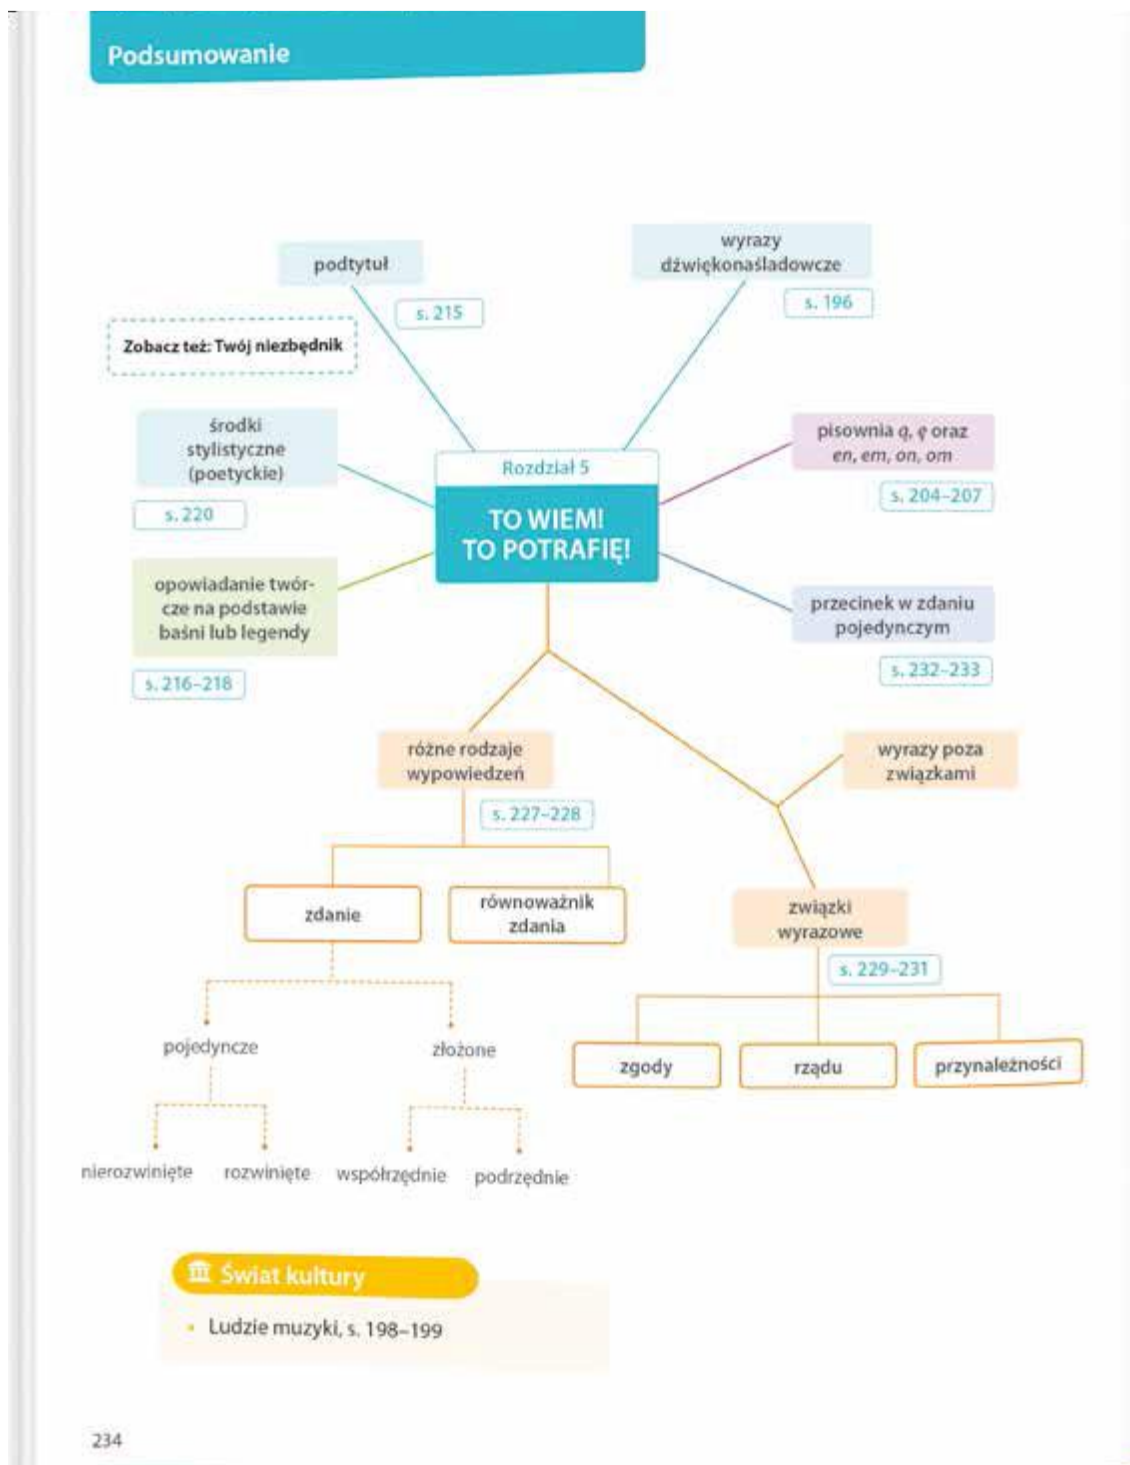 Podsumowanie
podtytuł
s. 215
wyrazy
dźwiękonaśladowcze
s. 196
Zobacz też: Twój niezbędnik
środki
stylistyczne
(poetyckie)
s. 220
Rozdział 5
TO WIEM!
TO POTRAFIĘ!
pisownia ą, ę oraz
en, em, on, om
s. 204–207
opowiadanie twór-
cze na podstawie
baśni lub legendy
s. 216–218
przecinek w zdaniu
pojedynczym
s. 232–233
różne rodzaje
wypowiedzeń
s. 227–228
wyrazy poza
związkami
zdanie
równoważnik
zdania
związki
wyrazowe
s. 229–231
pojedyncze
złożone
zgody
rządu
przynależności
nierozwinięte
rozwinięte
współrzędnie
podrzędnie
Świat kultury
• Ludzie muzyki, s. 198–199
234